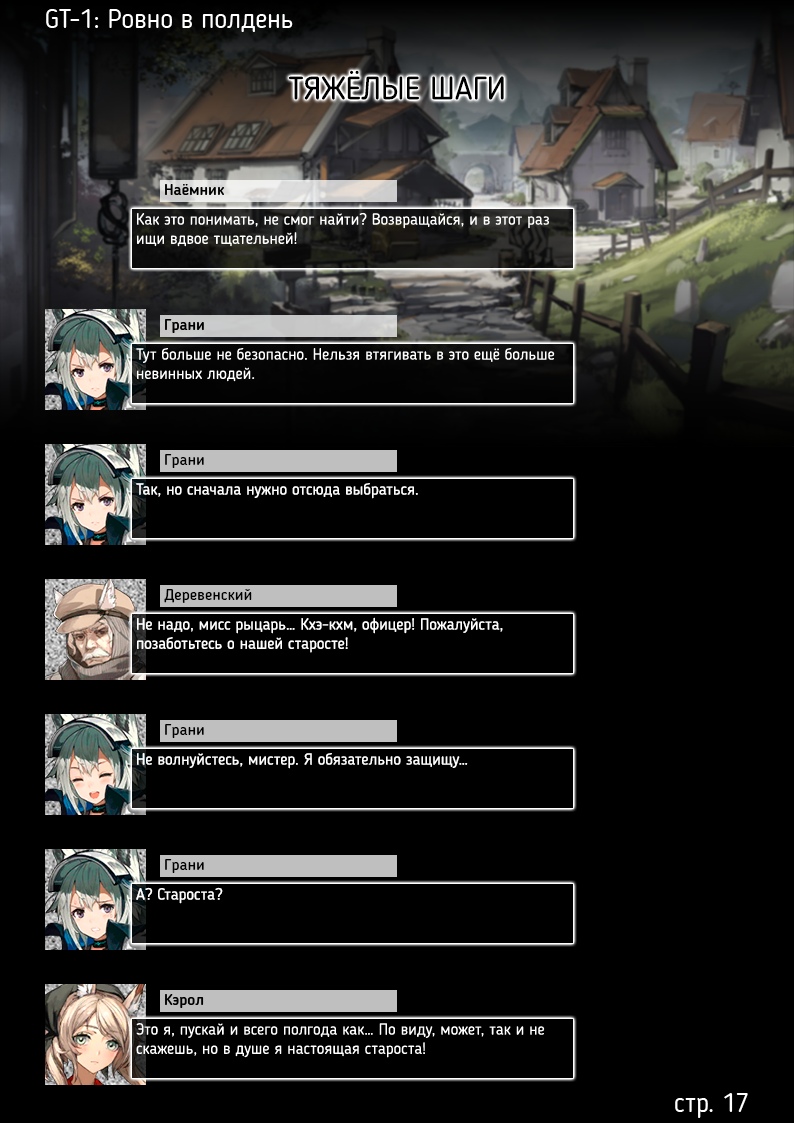 GT-1: Ровно в полдень
ТЯЖЁЛЫЕ ШАГИ
Наёмник
Как это понимать, не смог найти? Возвращайся, и в этот раз
ищи вдвое тщательней!
Грани
Тут больше не безопасно. Нельзя втягивать в это ещё больше
невинных людей.
Грани
Так, но сначала нужно отсюда выбраться.
Деревенский
Не надо, мисс рыцарь... Кхэ-кхм, офицер! Пожалуйста,
позаботьтесь о нашей старосте!
Грани
Не волнуйстесь, мистер. Я обязательно защищу...
Грани
А? Староста?
Кэрол
Это я, пускай и всего полгода как... По виду, может, так и не
скажешь, но в душе я настоящая староста!
стр. 17